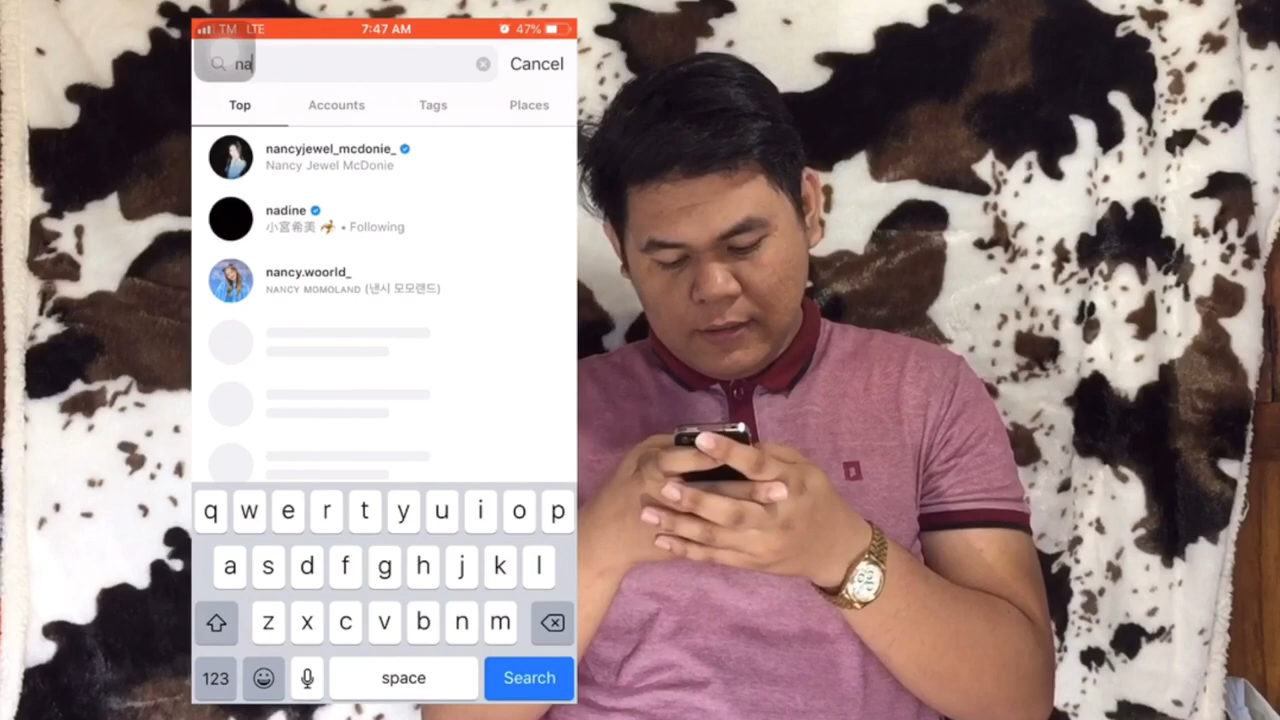 TM LTE 7:47 AM 47%
na Cancel
Top Accounts Tags Places
nancyjewel_mcdonie_
Nancy Jewel McDonie
nadine
小宮希美 • Following
nancy.woorld_
NANCY MOMOLAND (낸시 모모랜드)
q w e r t y u i o p
a s d f g h j k l
z x c v b n m
123 space Search